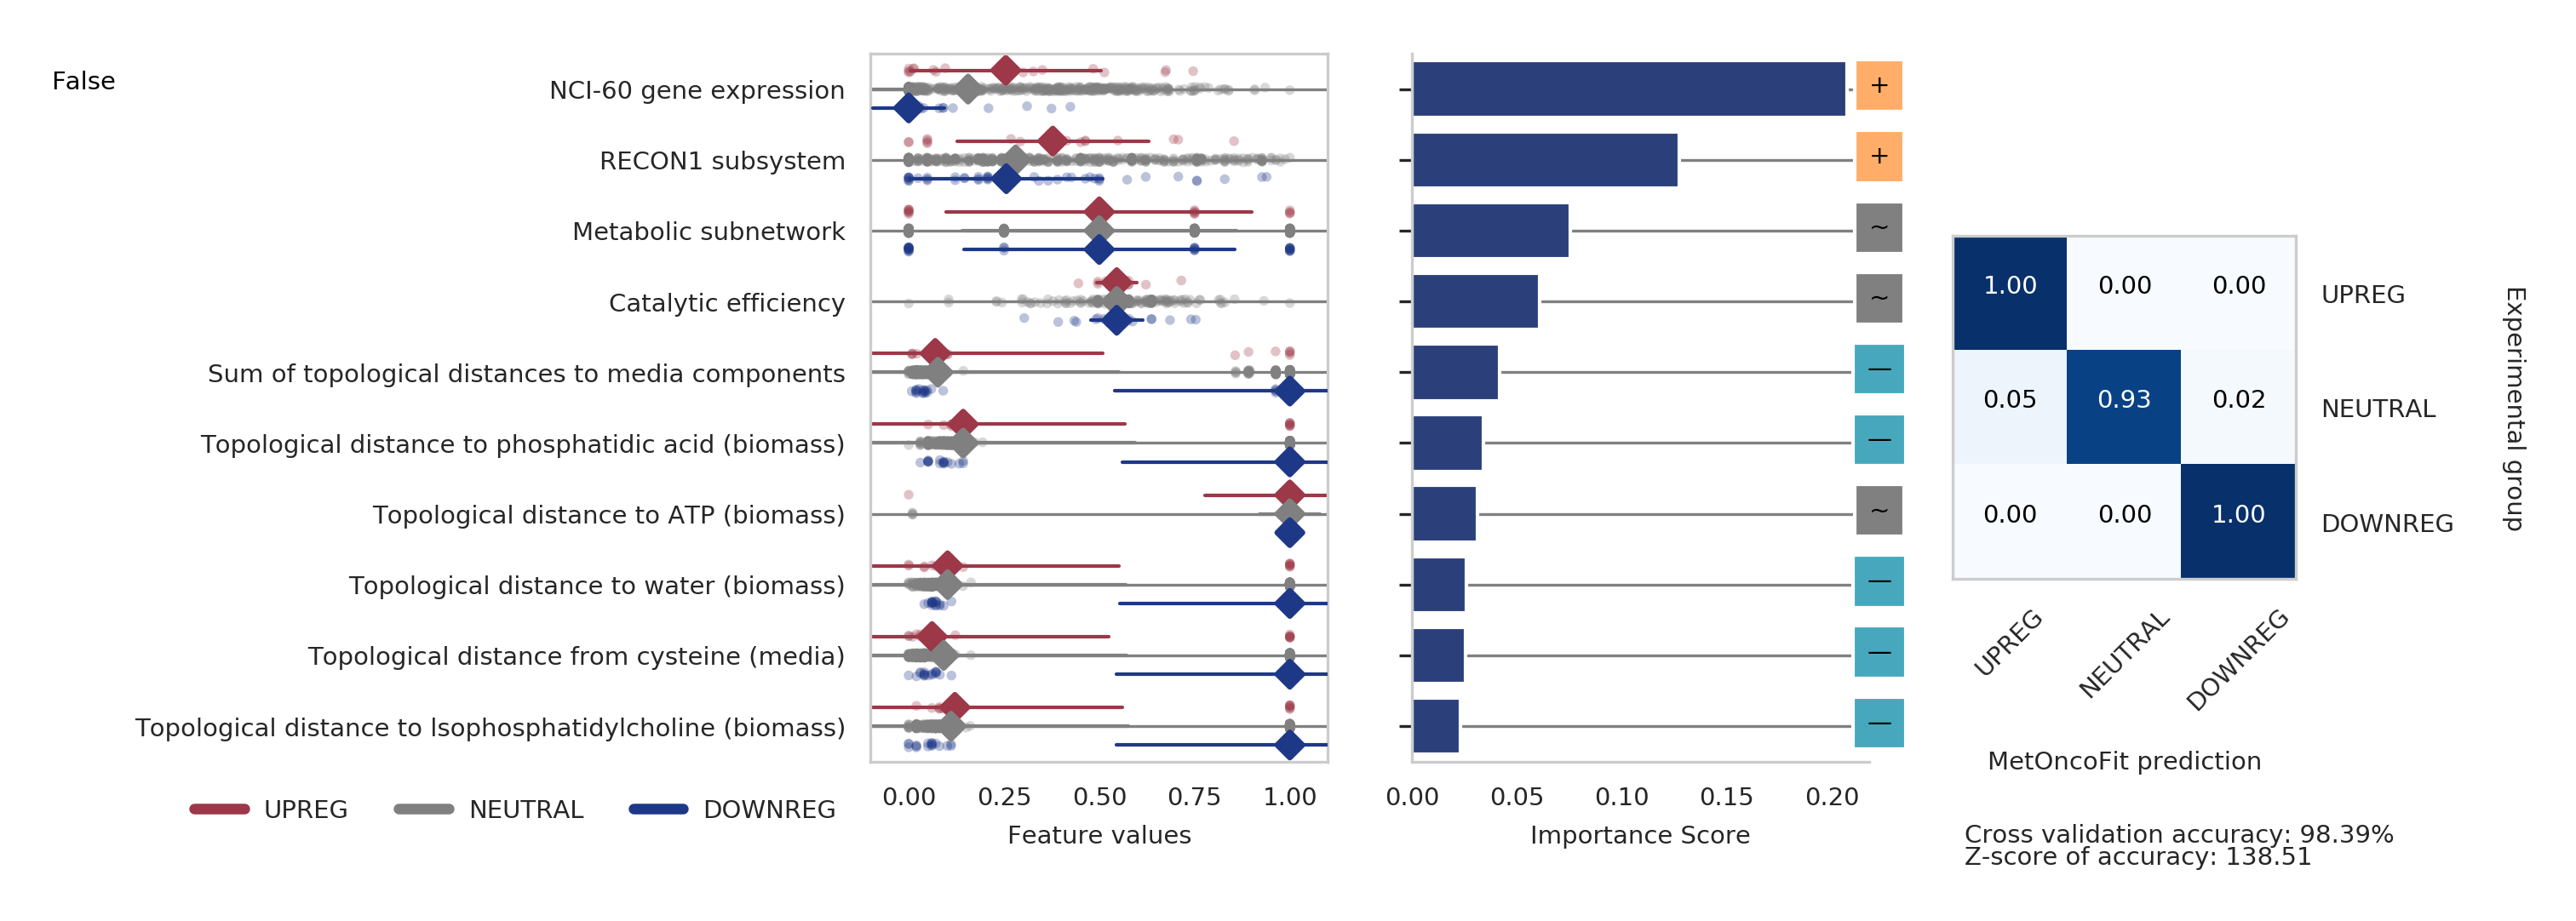 False
NCI-60 gene expression
RECON1 subsystem
Metabolic subnetwork
Catalytic efficiency
Sum of topological distances to media components
Topological distance to phosphatidic acid (biomass)
Topological distance to ATP (biomass)
Topological distance to water (biomass)
Topological distance from cysteine (media)
Topological distance to lsophosphatidylcholine (biomass)
UPREG NEUTRAL DOWNREG
0.00 0.25 0.50 0.75 1.00
Feature values
+
+
~
~
—
—
~
—
—
—
0.00 0.05 0.10 0.15 0.20
Importance Score
1.00 0.00 0.00 UPREG
0.05 0.93 0.02 NEUTRAL
0.00 0.00 1.00 DOWNREG
Experimental group
UPREG NEUTRAL DOWNREG
MetOncoFit prediction
Cross validation accuracy: 98.39%
Z-score of accuracy: 138.51